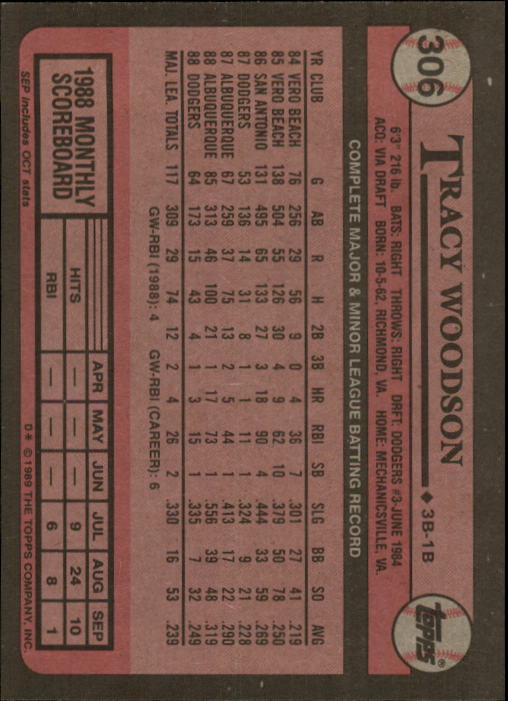 306
TRACY WOODSON ◆ 3B-1B
topps®
6'3" 216 lb. BATS: RIGHT THROWS: RIGHT DRFT: DODGERS #3-JUNE 1984
ACQ: VIA DRAFT BORN: 10-5-62, RICHMOND, VA. HOME: MECHANICSVILLE, VA.
COMPLETE MAJOR & MINOR LEAGUE BATTING RECORD
YR CLUB G AB R H 2B 3B HR RBI SB SLG BB SO AVG
84 VERO BEACH 76 256 29 56 9 0 4 36 7 .301 27 41 .219
85 VERO BEACH 138 504 55 126 30 4 9 62 10 .379 50 78 .250
86 SAN ANTONIO 131 495 65 133 27 3 18 90 4 .444 33 59 .269
87 DODGERS 53 136 14 31 8 1 1 11 1 .324 9 21 .228
87 ALBUQUERQUE 67 259 37 75 13 2 5 44 1 .413 17 22 .290
88 ALBUQUERQUE 85 313 46 100 21 1 17 73 1 .556 39 48 .319
88 DODGERS 64 173 15 43 4 1 3 15 1 .335 7 32 .249
MAJ. LEA. TOTALS 117 309 29 74 12 2 4 26 2 .330 16 53 .239
GW-RBI (1988): 4 GW-RBI (CAREER): 6
1988 MONTHLY
SCOREBOARD
APR MAY JUN JUL AUG SEP
HITS — — — 9 24 10
RBI — — — 6 8 1
SEP Includes OCT stats
D* © 1989 THE TOPPS COMPANY, INC.